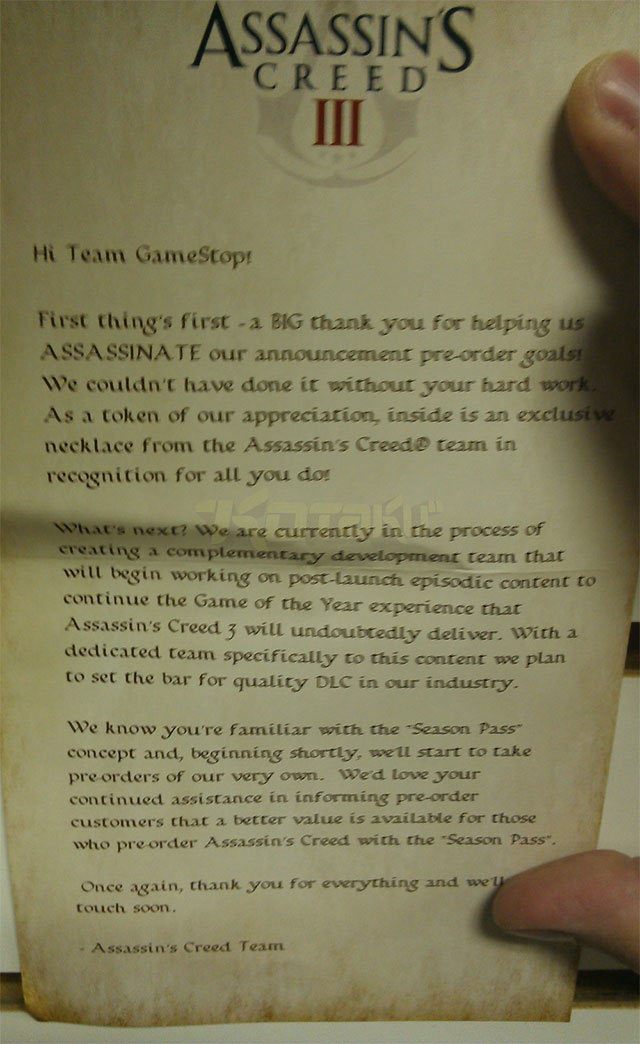 ASSASSIN'S
CREED
III
Hi Team GameStop!
First thing's first - a BIG thank you for helping us
ASSASSINATE our announcement pre-order goals!
We couldn't have done it without your hard work.
As a token of our appreciation, inside is an exclusive
necklace from the Assassin's Creed® team in
recognition for all you do!
KOTAKU
What's next? We are currently in the process of
creating a complementary development team that
will begin working on post-launch episodic content to
continue the Game of the Year experience that
Assassin's Creed 3 will undoubtedly deliver. With a
dedicated team specifically to this content we plan
to set the bar for quality DLC in our industry.
We know you're familiar with the "Season Pass"
concept and, beginning shortly, we'll start to take
pre-orders of our very own. We'd love your
continued assistance in informing pre-order
customers that a better value is available for those
who pre-order Assassin's Creed with the "Season Pass".
Once again, thank you for everything and we'll
touch soon.
- Assassin's Creed Team